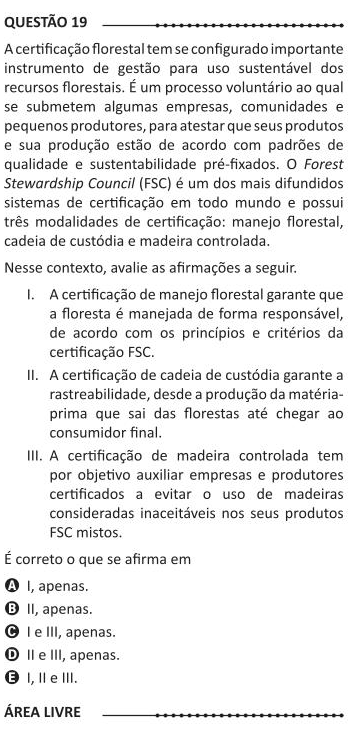 QUESTÃO 19
A certificação florestal tem se configurado importante
instrumento de gestão para uso sustentável dos
recursos florestais. É um processo voluntário ao qual
se submetem algumas empresas, comunidades e
pequenos produtores, para atestar que seus produtos
e sua produção estão de acordo com padrões de
qualidade e sustentabilidade pré-fixados. O Forest
Stewardship Council (FSC) é um dos mais difundidos
sistemas de certificação em todo mundo e possui
três modalidades de certificação: manejo florestal,
cadeia de custódia e madeira controlada.
Nesse contexto, avalie as afirmações a seguir.
I. A certificação de manejo florestal garante que
a floresta é manejada de forma responsável,
de acordo com os princípios e critérios da
certificação FSC.
II. A certificação de cadeia de custódia garante a
rastreabilidade, desde a produção da matéria-
prima que sai das florestas até chegar ao
consumidor final.
III. A certificação de madeira controlada tem
por objetivo auxiliar empresas e produtores
certificados a evitar o uso de madeiras
consideradas inaceitáveis nos seus produtos
FSC mistos.
É correto o que se afirma em
A I, apenas.
B II, apenas.
C I e III, apenas.
D II e III, apenas.
E I, II e III.
ÁREA LIVRE